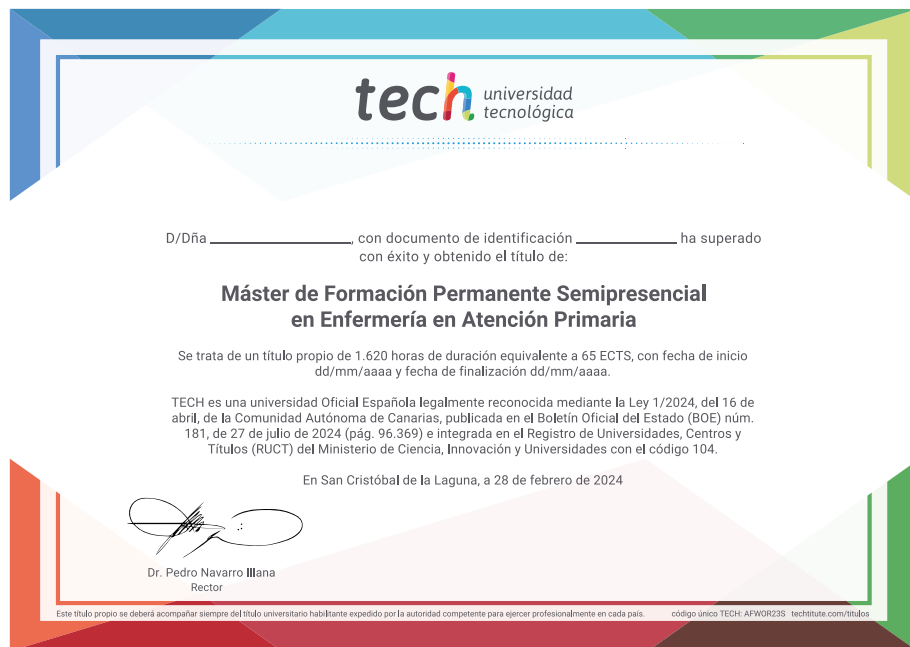 tech universidad
tecnológica
D/Dña ______________, con documento de identificación __________ ha superado
con éxito y obtenido el título de:
Máster de Formación Permanente Semipresencial
en Enfermería en Atención Primaria
Se trata de un título propio de 1.620 horas de duración equivalente a 65 ECTS, con fecha de inicio
dd/mm/aaaa y fecha de finalización dd/mm/aaaa.
TECH es una universidad Oficial Española legalmente reconocida mediante la Ley 1/2024, del 16 de
abril, de la Comunidad Autónoma de Canarias, publicada en el Boletín Oficial del Estado (BOE) núm.
181, de 27 de julio de 2024 (pág. 96.369) e integrada en el Registro de Universidades, Centros y
Títulos (RUCT) del Ministerio de Ciencia, Innovación y Universidades con el código 104.
En San Cristóbal de la Laguna, a 28 de febrero de 2024
Dr. Pedro Navarro Illana
Rector
Este título propio se deberá acompañar siempre del título universitario habilitante expedido por la autoridad competente para ejercer profesionalmente en cada país. código único TECH: AFWOR23S techtitute.com/titulos